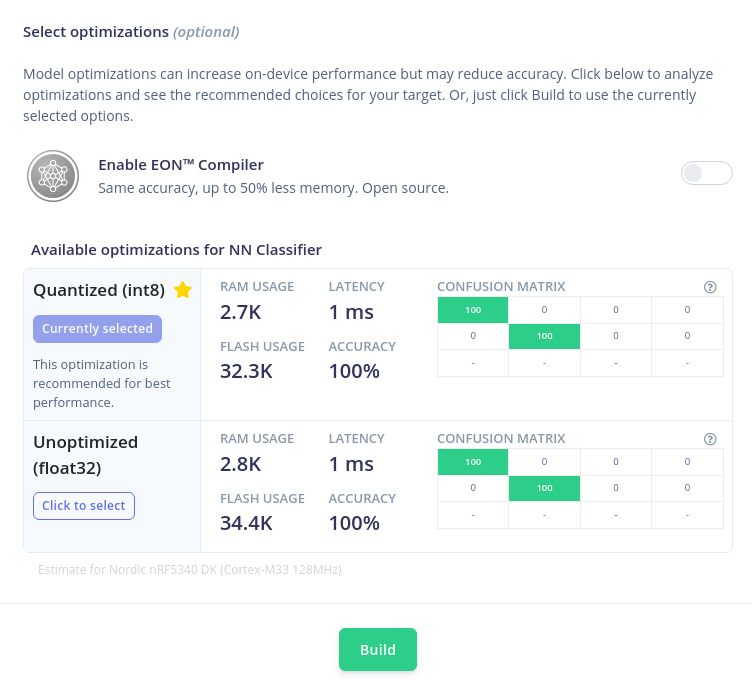 Select optimizations (optional)
Model optimizations can increase on-device performance but may reduce accuracy. Click below to analyze
optimizations and see the recommended choices for your target. Or, just click Build to use the currently
selected options.
Enable EON™ Compiler
Same accuracy, up to 50% less memory. Open source.
Available optimizations for NN Classifier
Quantized (int8)
Currently selected
This optimization is
recommended for best
performance.
RAM USAGE LATENCY
2.7K 1 ms
FLASH USAGE ACCURACY
32.3K 100%
CONFUSION MATRIX ?
100 0 0 0
0 100 0 0
- - - -
Unoptimized
(float32)
Click to select
RAM USAGE LATENCY
2.8K 1 ms
FLASH USAGE ACCURACY
34.4K 100%
CONFUSION MATRIX ?
100 0 0 0
0 100 0 0
- - - -
Estimate for Nordic nRF5340 DK (Cortex-M33 128MHz)
Build